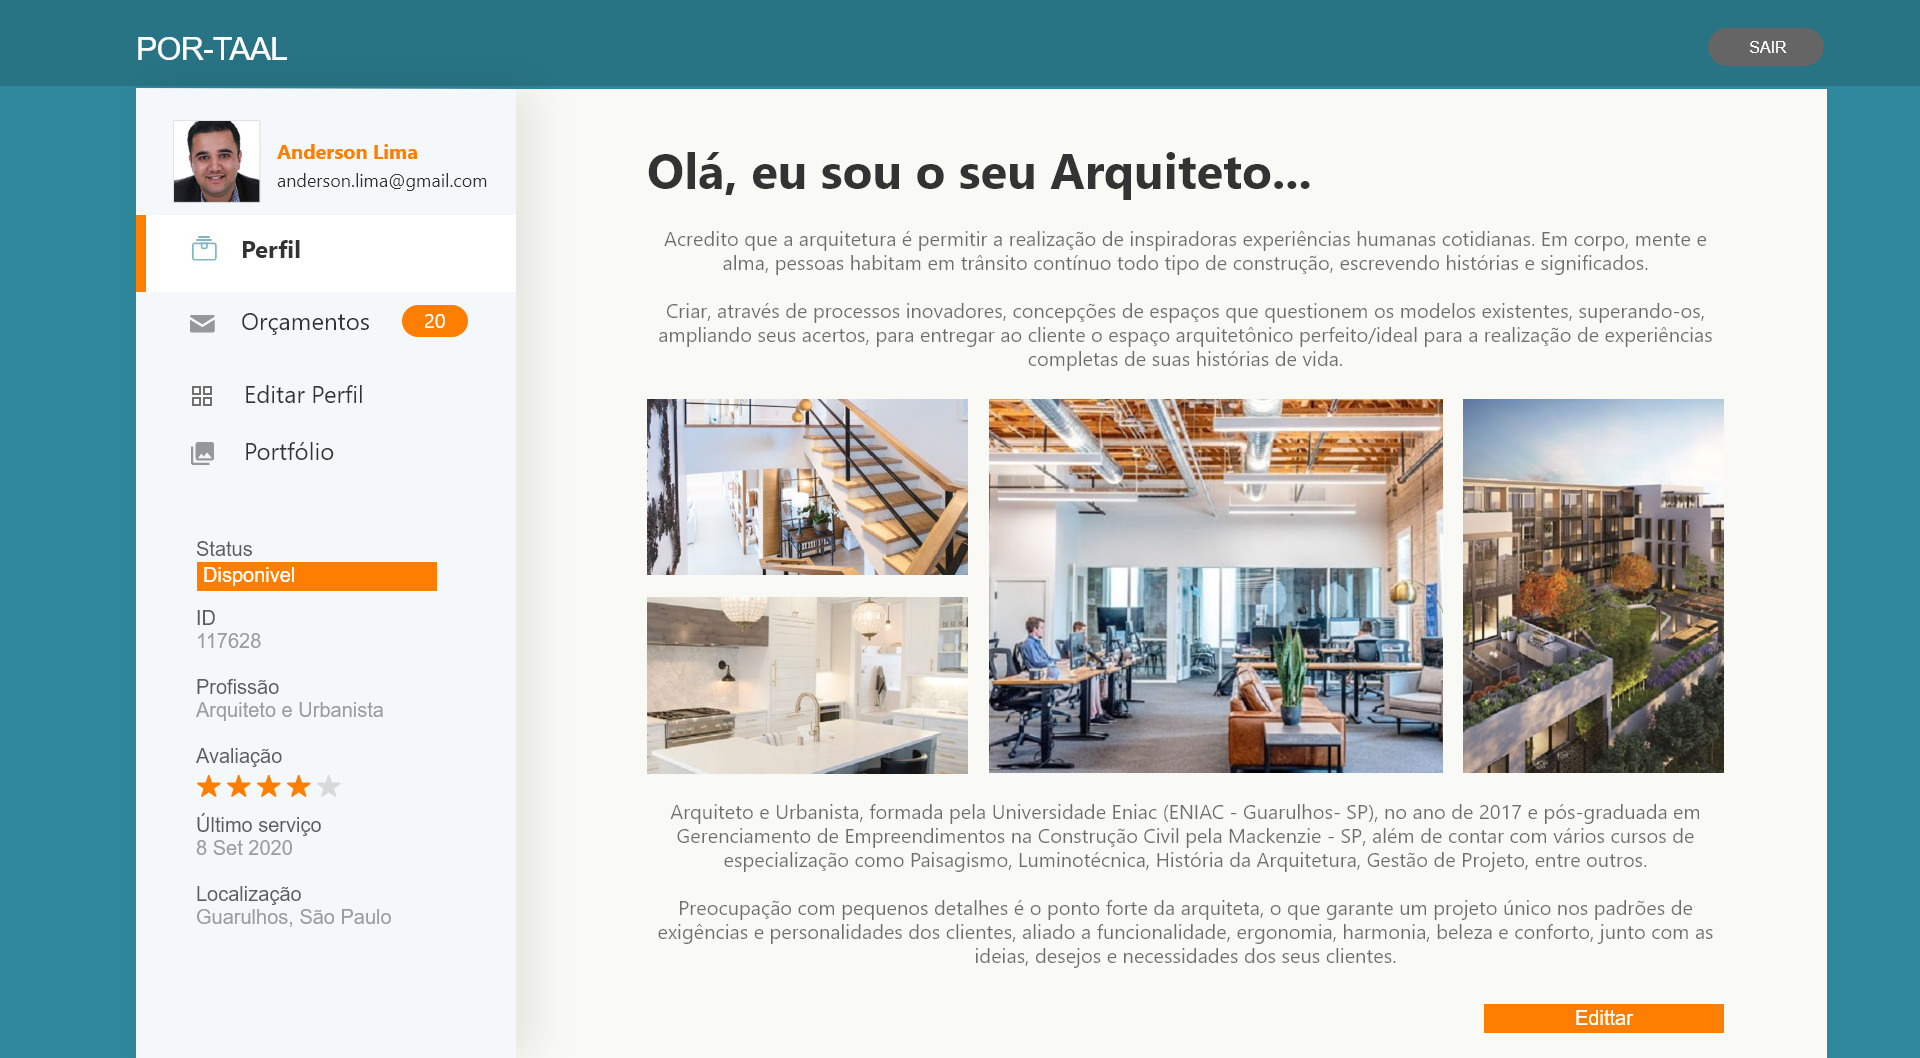 POR-TAAL
SAIR
Anderson Lima
anderson.lima@gmail.com
Perfil
Orçamentos
20
Editar Perfil
Portfólio
Status
Disponivel
ID
117628
Profissão
Arquiteto e Urbanista
Avaliação
Último serviço
8 Set 2020
Localização
Guarulhos, São Paulo
Olá, eu sou o seu Arquiteto...
Acredito que a arquitetura é permitir a realização de inspiradoras experiências humanas cotidianas. Em corpo, mente e
alma, pessoas habitam em trânsito contínuo todo tipo de construção, escrevendo histórias e significados.
Criar, através de processos inovadores, concepções de espaços que questionem os modelos existentes, superando-os,
ampliando seus acertos, para entregar ao cliente o espaço arquitetônico perfeito/ideal para a realização de experiências
completas de suas histórias de vida.
Arquiteto e Urbanista, formada pela Universidade Eniac (ENIAC - Guarulhos- SP), no ano de 2017 e pós-graduada em
Gerenciamento de Empreendimentos na Construção Civil pela Mackenzie - SP, além de contar com vários cursos de
especialização como Paisagismo, Luminotécnica, História da Arquitetura, Gestão de Projeto, entre outros.
Preocupação com pequenos detalhes é o ponto forte da arquiteta, o que garante um projeto único nos padrões de
exigências e personalidades dos clientes, aliado a funcionalidade, ergonomia, harmonia, beleza e conforto, junto com as
ideias, desejos e necessidades dos seus clientes.
Edittar